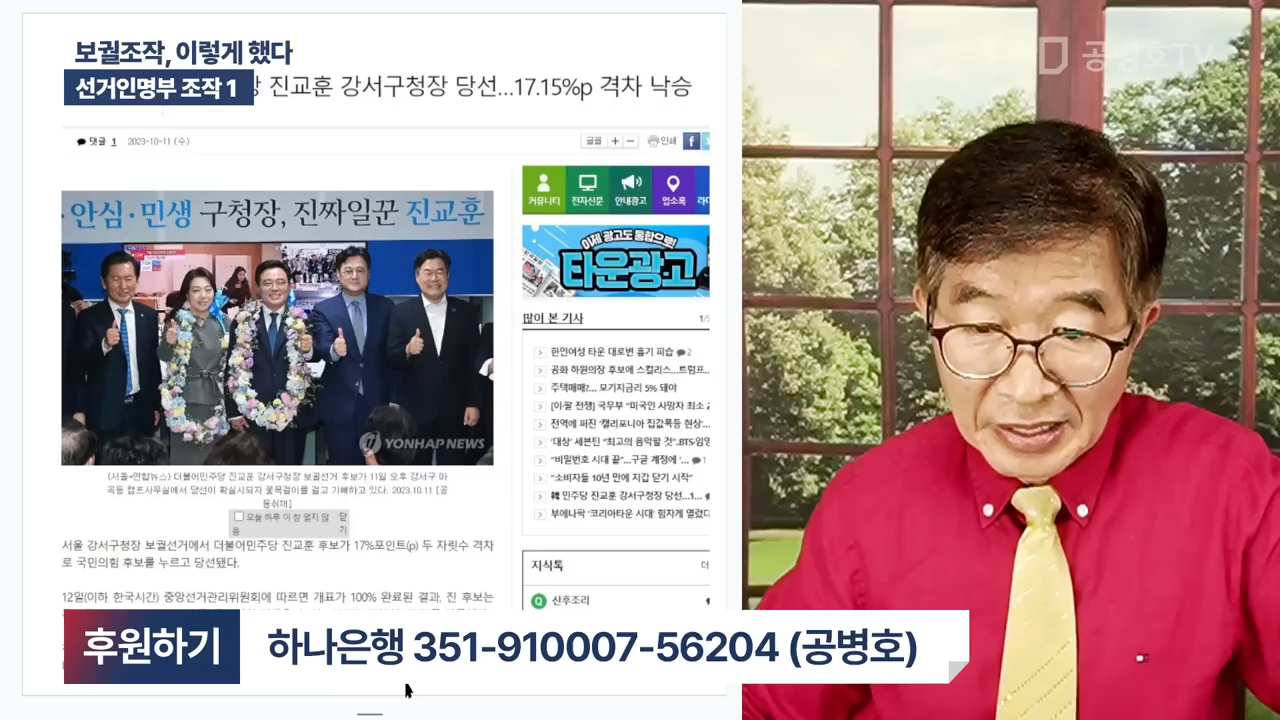 보궐조작, 이렇게 했다
선거인명부 조작 1
진교훈 강서구청장 당선...17.15%p 격차 낙승
댓글 1 2023-10-11 (수)
글꼴 + − 인쇄
커뮤니티 전자신문 안내광고 업소록
안심·민생 구청장, 진짜일꾼 진교훈
이제 광고도 통합으로!
타운광고
많이 본 기사
한인여성 타운 대로변 흉기 피습 2
공화 하원의장 후보에 스컬리스...트럼프..
주택매매?... 모기지금리 5% 돼야
[이·팔 전쟁] 국무부 "미국인 사망자 최소 2
전역에 퍼진 '캘리포니아 집값폭등 현상'...
'대상' 세븐틴 "최고의 음악할 것"..BTS·임영
"비밀번호 시대 끝"...구글 계정에 '... 1
"소비자들 10년 만에 지갑 닫기 시작"
韓 민주당 진교훈 강서구청장 당선...1...
부에나팍 '코리아타운 시대' 힘차게 열렸다
YONHAP NEWS
(서울=연합뉴스) 더불어민주당 진교훈 강서구청장 보궐선거 후보가 11일 오후 강서구 마
곡동 캠프사무실에서 당선이 확실시되자 꽃목걸이를 걸고 기뻐하고 있다. 2023.10.11 [공
동취재]
오늘 하루 이 창 열지 않음 닫기
서울 강서구청장 보궐선거에서 더불어민주당 진교훈 후보가 17%포인트(p) 두 자릿수 격차
로 국민의힘 후보를 누르고 당선됐다.
12일(이하 한국시간) 중앙선거관리위원회에 따르면 개표가 100% 완료된 결과, 진 후보는
지식톡
Q 산후조리
후원하기
하나은행 351-910007-56204 (공병호)
공병호TV